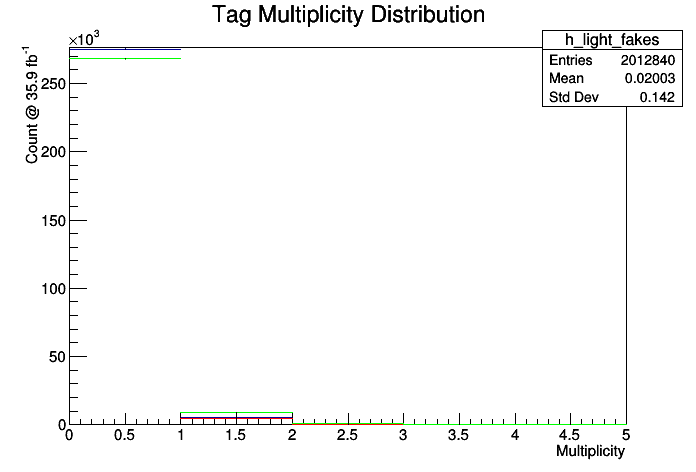 Tag Multiplicity Distribution
×10³
h_light_fakes
Entries 2012840
Mean 0.02003
Std Dev 0.142
Count @ 35.9 fb⁻¹
250
200
150
100
50
0
0 0.5 1 1.5 2 2.5 3 3.5 4 4.5 5
Multiplicity